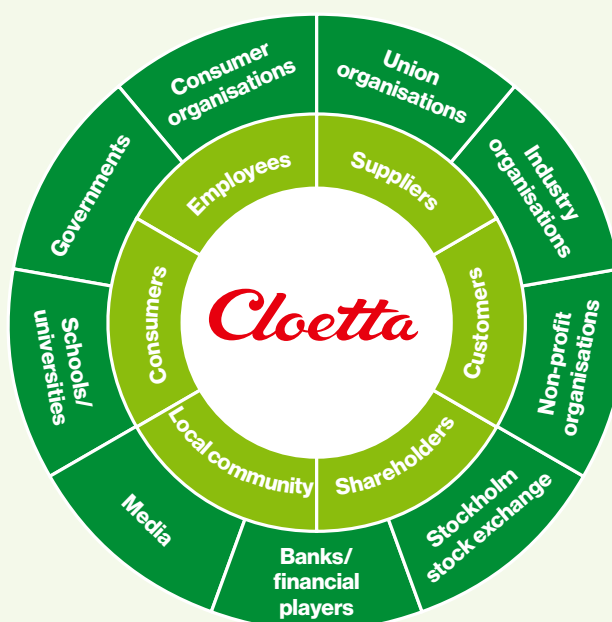 Consumer
organisations
Union
organisations
Industry
organisations
Non-profit
organisations
Stockholm
stock exchange
Banks/
financial
players
Media
Schools/
universities
Governments
Employees
Suppliers
Customers
Shareholders
Local community
Consumers
Cloetta